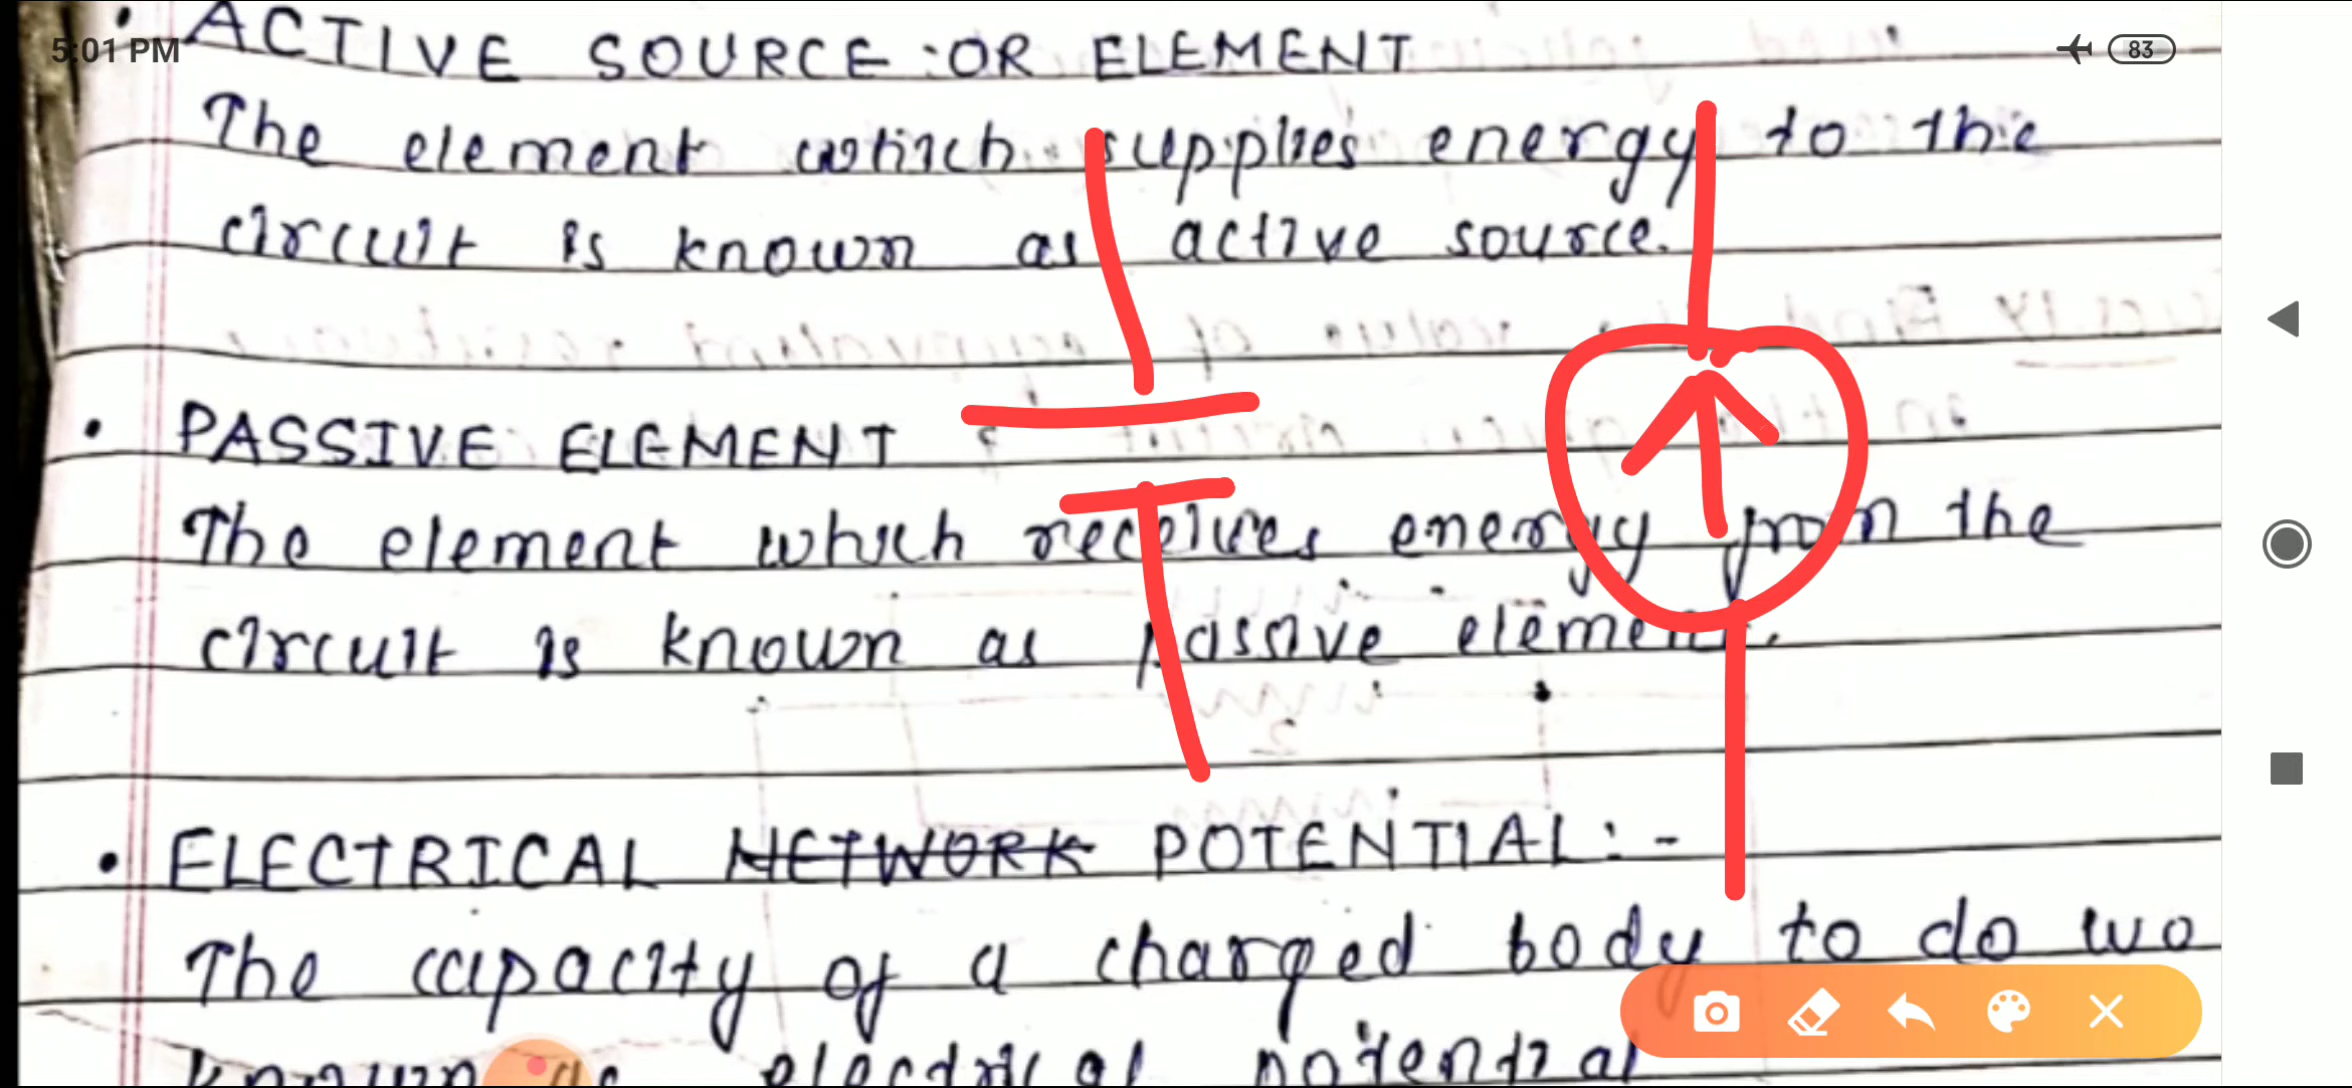 5:01 PM
83
• ACTIVE SOURCE :OR ELEMENT
The element which supplies energy to the
circuit is known as active source.
• PASSIVE ELEMENT
The element which receives energy from the
circuit is known as passive element.
• ELECTRICAL NETWORK POTENTIAL:-
The capacity of a charged body to do wo
known as electrical potential